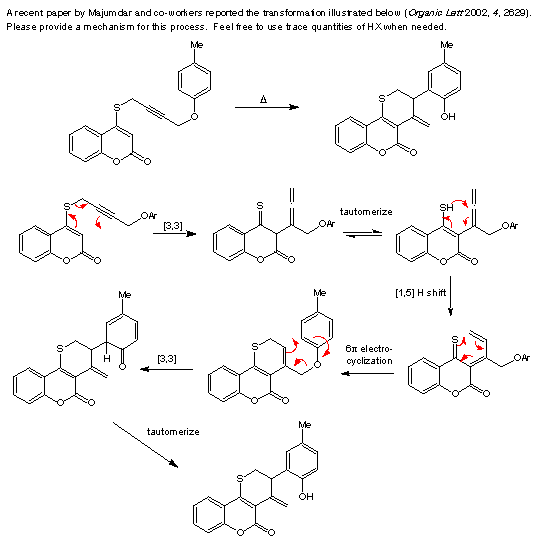 A recent paper by Majumdar and co-workers reported the transformation illustrated below (Organic Lett 2002, 4, 2629).
Please provide a mechanism for this process. Feel free to use trace quantities of HX when needed.
Me
Me
S
O
Δ
S
OH
O
O
O
O
S
OAr
O
O
[3,3]
S
OAr
O
O
tautomerize
SH
OAr
O
O
[1,5] H shift
Me
S
H
O
O
O
[3,3]
Me
S
O
O
O
6π electro-
cyclization
S
OAr
O
O
tautomerize
Me
S
OH
O
O